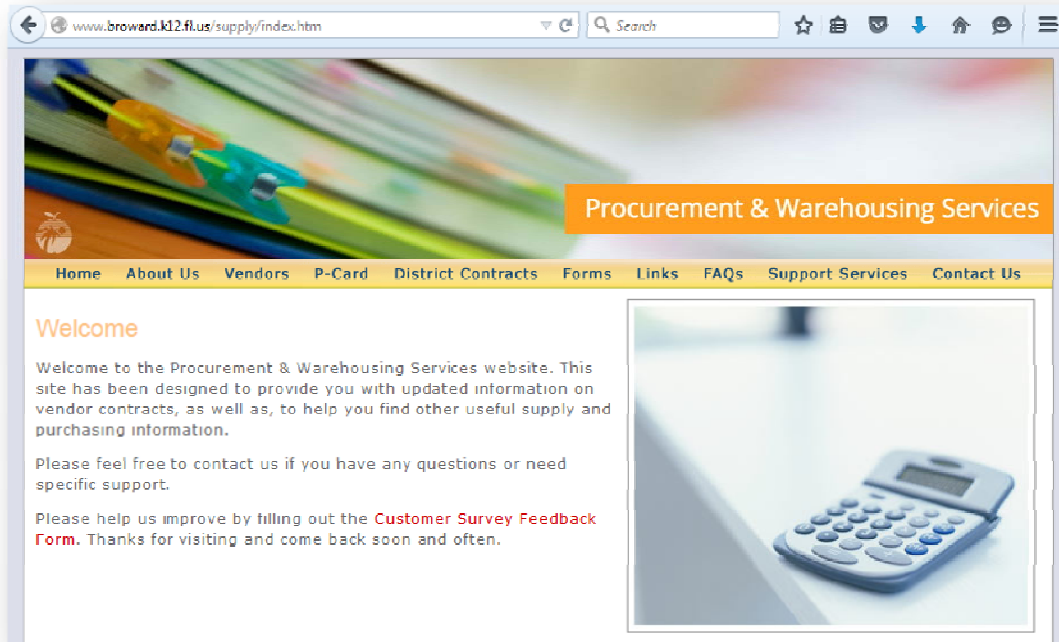 www.broward.k12.fl.us/supply/index.htm
Search
Procurement & Warehousing Services
Home About Us Vendors P-Card District Contracts Forms Links FAQs Support Services Contact Us
Welcome
Welcome to the Procurement & Warehousing Services website. This
site has been designed to provide you with updated information on
vendor contracts, as well as, to help you find other useful supply and
purchasing information.
Please feel free to contact us if you have any questions or need
specific support.
Please help us improve by filling out the Customer Survey Feedback
Form. Thanks for visiting and come back soon and often.